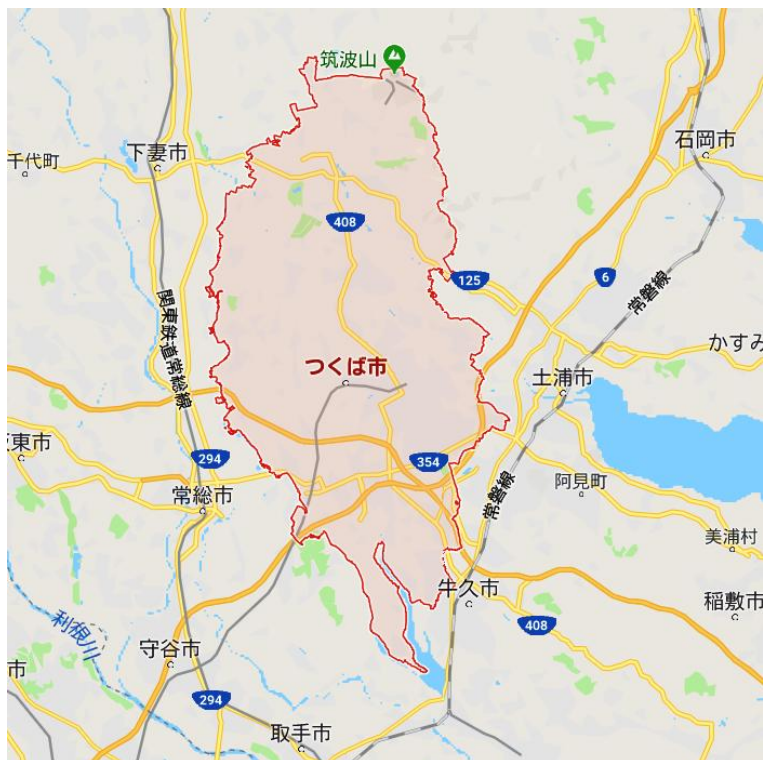 筑波山
石岡市
下妻市
千代町
408
125
6
常磐線
関東鉄道常総線
かすみ
つくば市
土浦市
東市
294
354
阿見町
常総市
常磐線
美浦村
牛久市
稲敷市
利根川
408
守谷市
市
294
取手市